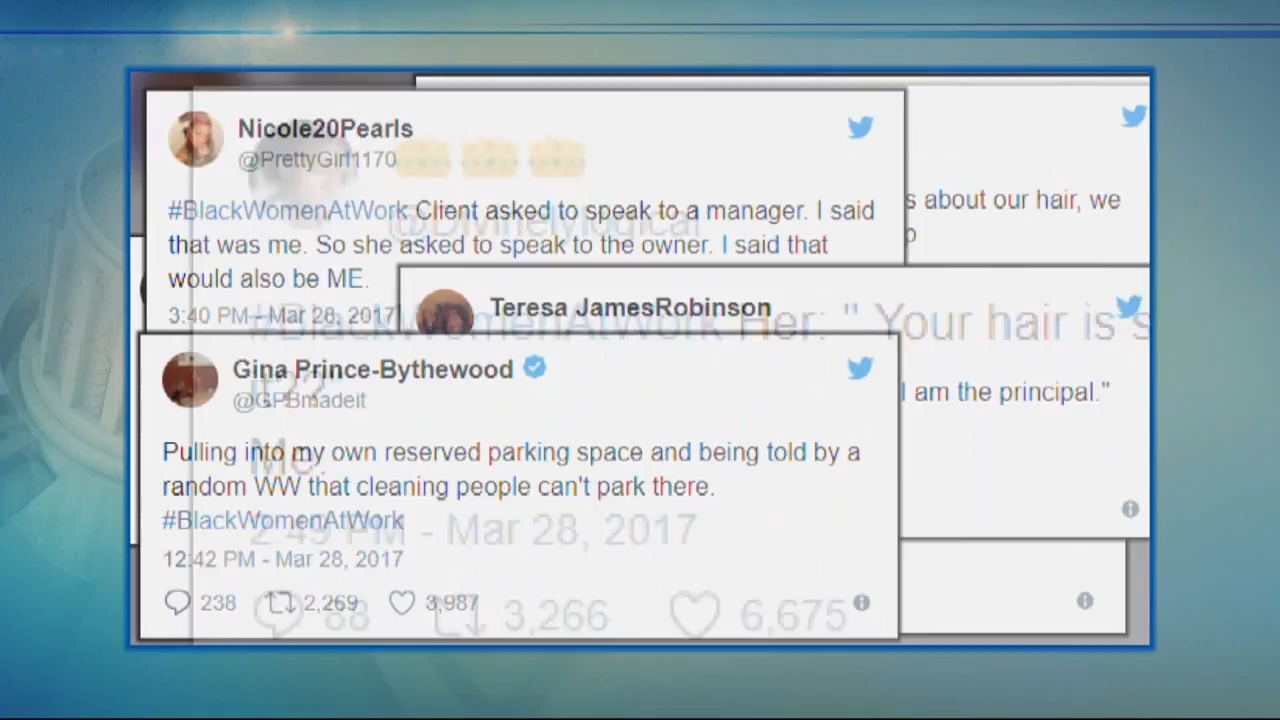 Nicole20Pearls
@PrettyGirl1170
#BlackWomenAtWork Client asked to speak to a manager. I said
that was me. So she asked to speak to the owner. I said that
would also be ME.
3:40 PM - Mar 28, 2017
s about our hair, we
Teresa JamesRobinson
I am the principal."
Gina Prince-Bythewood
@GPBmadeit
Pulling into my own reserved parking space and being told by a
random WW that cleaning people can't park there.
#BlackWomenAtWork
12:42 PM - Mar 28, 2017
238 2,269 3,987
@Divinelylogical
#BlackWomenAtWork Her: " Your hair is s
Me:
2:49 PM - Mar 28, 2017
88 3,266 6,675